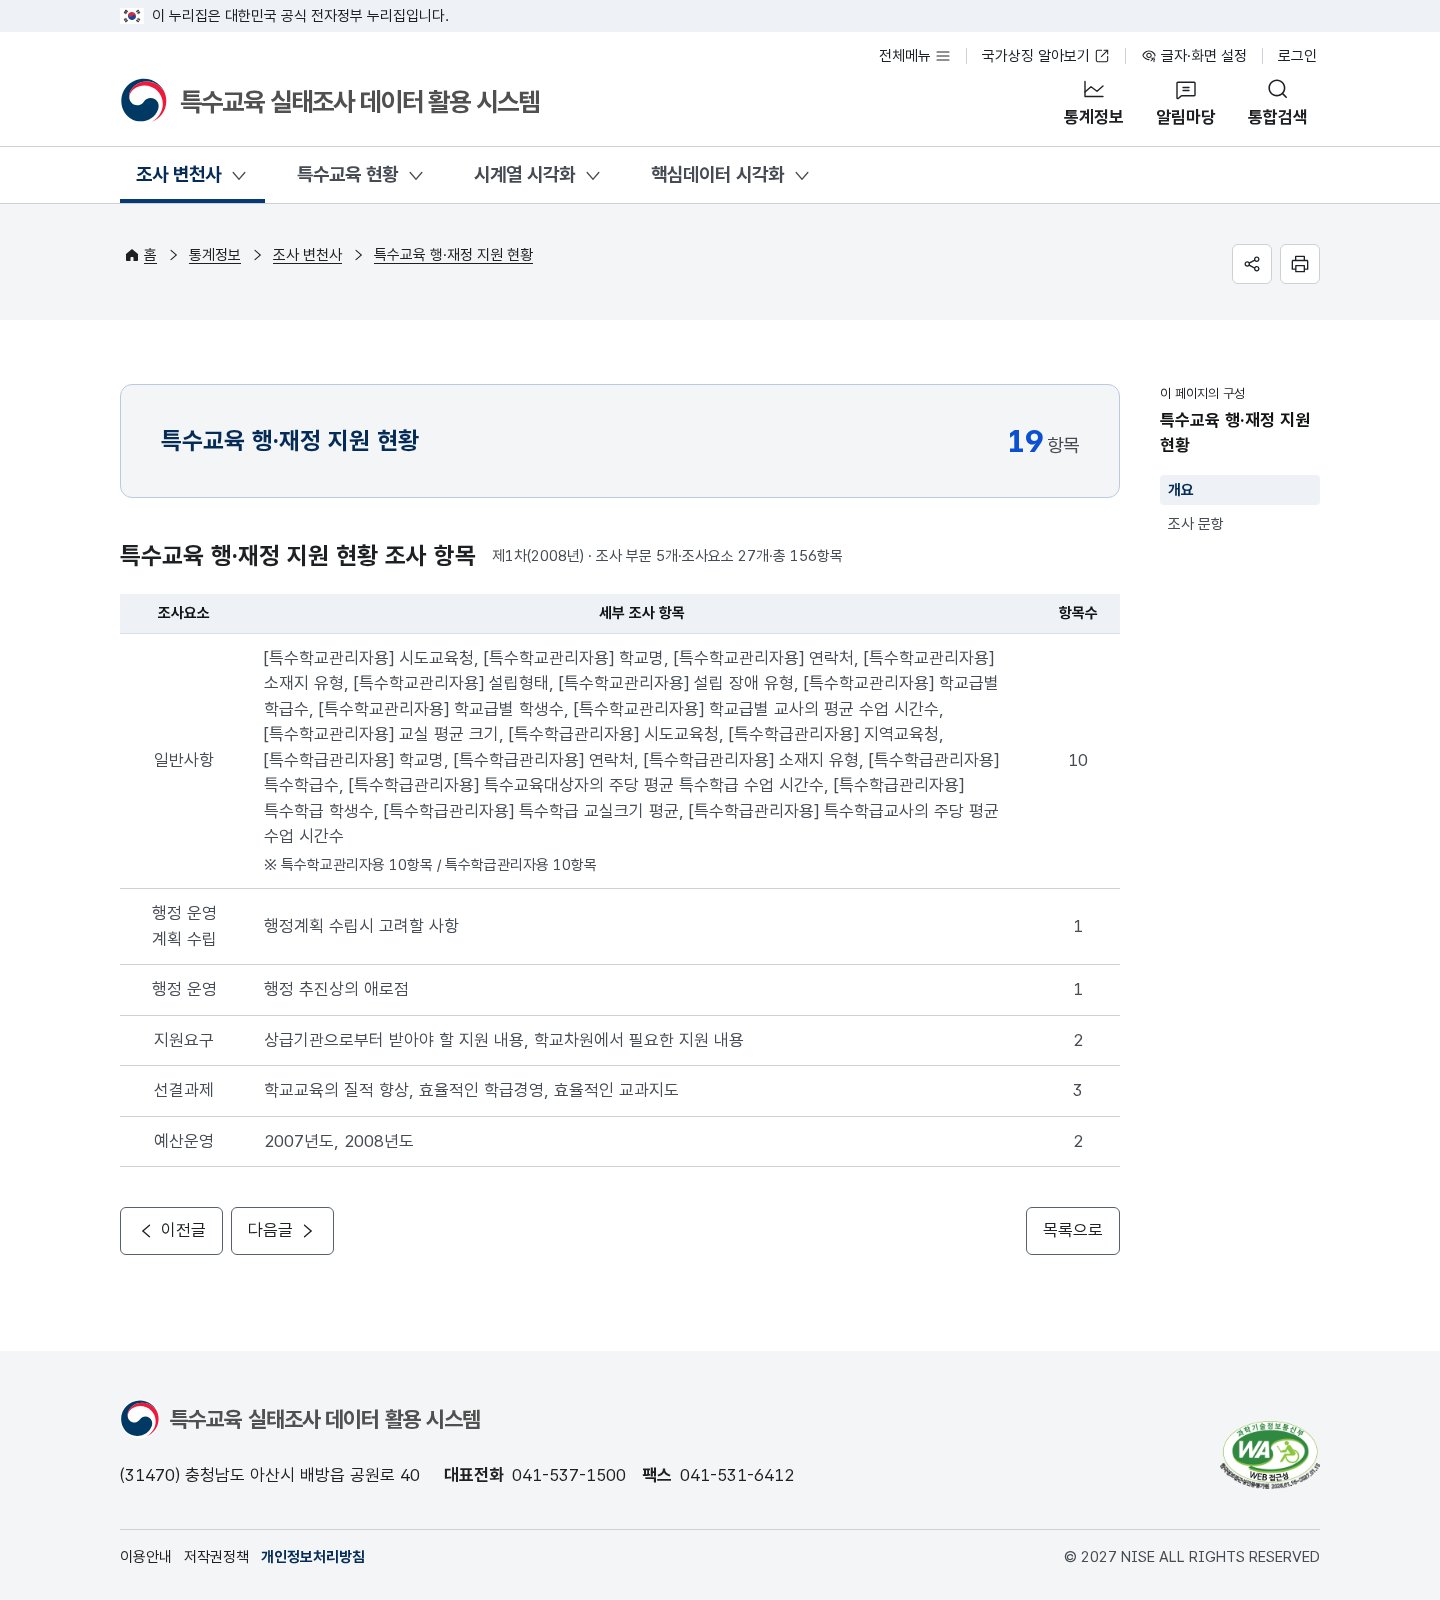 이 누리집은 대한민국 공식 전자정부 누리집입니다.
전체메뉴
국가상징 알아보기
글자·화면 설정
로그인
특수교육 실태조사 데이터 활용 시스템
통계정보
알림마당
통합검색
조사 변천사
특수교육 현황
시계열 시각화
핵심데이터 시각화
홈
통계정보
조사 변천사
특수교육 행·재정 지원 현황
특수교육 행·재정 지원 현황
19 항목
이 페이지의 구성
특수교육 행·재정 지원
현황
개요
조사 문항
특수교육 행·재정 지원 현황 조사 항목 제1차(2008년) · 조사 부문 5개·조사요소 27개·총 156항목
조사요소 세부 조사 항목 항목수
일반사항
[특수학교관리자용] 시도교육청, [특수학교관리자용] 학교명, [특수학교관리자용] 연락처, [특수학교관리자용]
소재지 유형, [특수학교관리자용] 설립형태, [특수학교관리자용] 설립 장애 유형, [특수학교관리자용] 학교급별
학급수, [특수학교관리자용] 학교급별 학생수, [특수학교관리자용] 학교급별 교사의 평균 수업 시간수,
[특수학교관리자용] 교실 평균 크기, [특수학급관리자용] 시도교육청, [특수학급관리자용] 지역교육청,
[특수학급관리자용] 학교명, [특수학급관리자용] 연락처, [특수학급관리자용] 소재지 유형, [특수학급관리자용]
특수학급수, [특수학급관리자용] 특수교육대상자의 주당 평균 특수학급 수업 시간수, [특수학급관리자용]
특수학급 학생수, [특수학급관리자용] 특수학급 교실크기 평균, [특수학급관리자용] 특수학급교사의 주당 평균
수업 시간수
※ 특수학교관리자용 10항목 / 특수학급관리자용 10항목
10
행정 운영
계획 수립
행정계획 수립시 고려할 사항
1
행정 운영
행정 추진상의 애로점
1
지원요구
상급기관으로부터 받아야 할 지원 내용, 학교차원에서 필요한 지원 내용
2
선결과제
학교교육의 질적 향상, 효율적인 학급경영, 효율적인 교과지도
3
예산운영
2007년도, 2008년도
2
이전글
다음글
목록으로
특수교육 실태조사 데이터 활용 시스템
(31470) 충청남도 아산시 배방읍 공원로 40 대표전화 041-537-1500 팩스 041-531-6412
과학기술정보통신부
WA
WEB 접근성
이용안내
저작권정책
개인정보처리방침
© 2027 NISE ALL RIGHTS RESERVED